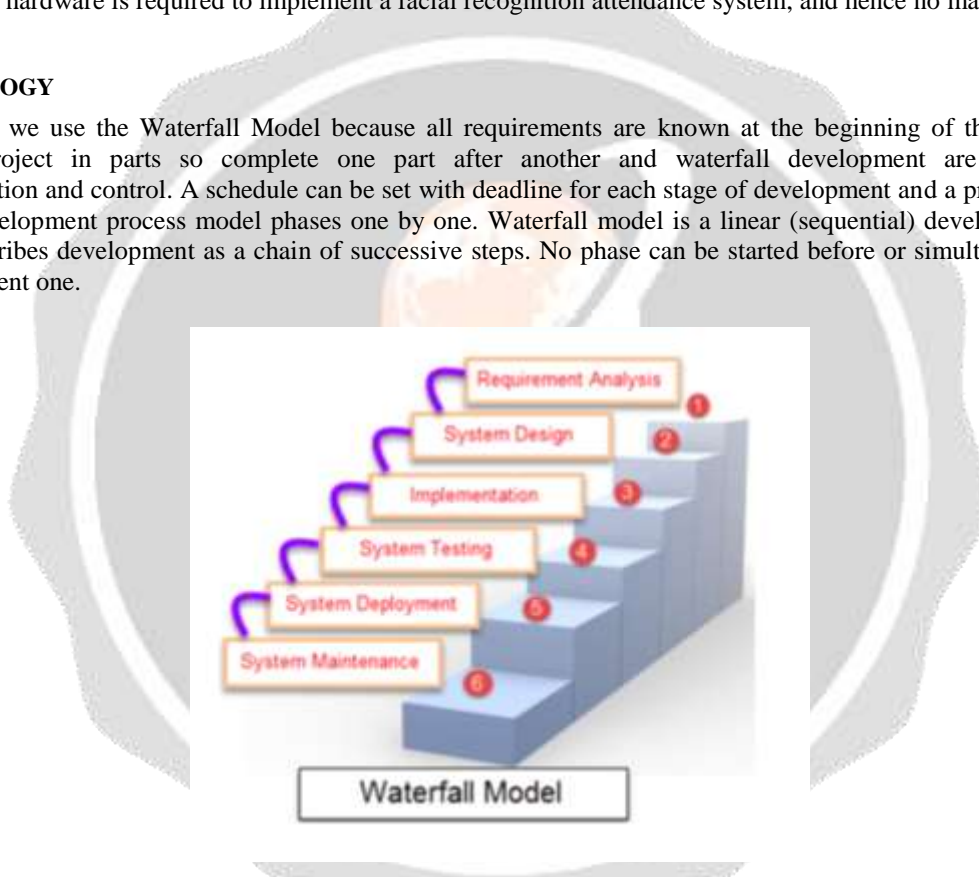 hardware is required to implement a facial recognition attendance system, and hence no ma
OGY
we use the Waterfall Model because all requirements are known at the beginning of th
roject in parts so complete one part after another and waterfall development are
tion and control. A schedule can be set with deadline for each stage of development and a p
elopment process model phases one by one. Waterfall model is a linear (sequential) devel
ribes development as a chain of successive steps. No phase can be started before or simult
ent one.
Requirement Analysis
1
System Design
2
Implementation
3
System Testing
4
System Deployment
5
System Maintenance
6
Waterfall Model